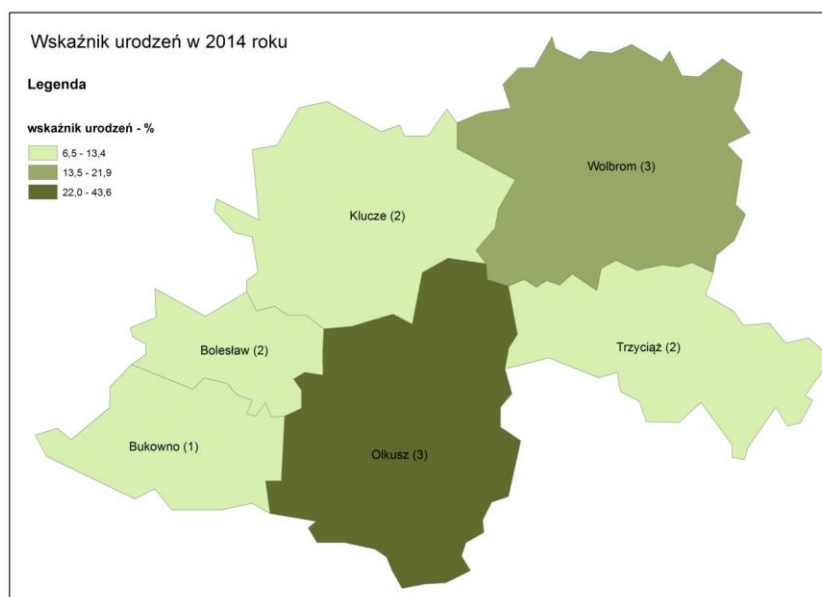 Wskaźnik urodzeń w 2014 roku
Legenda
wskaźnik urodzeń - %
6,5 - 13,4
13,5 - 21,9
22,0 - 43,6
Wolbrom (3)
Klucze (2)
Bolesław (2)
Trzyciąż (2)
Bukowno (1)
Olkusz (3)